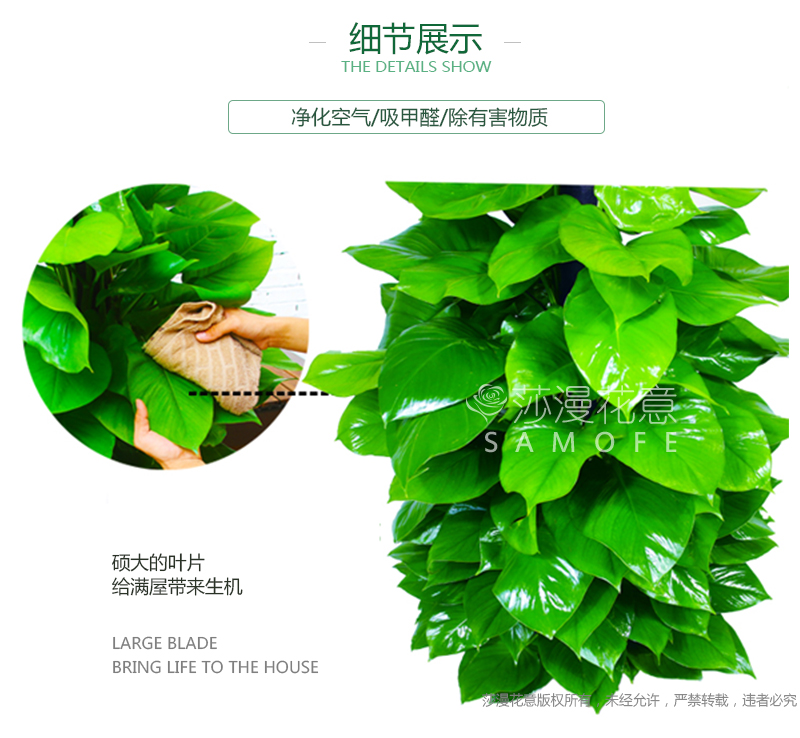 细节展示
THE DETAILS SHOW
净化空气/吸甲醛/除有害物质
莎漫花意
SAMOFE
硕大的叶片
给满屋带来生机
LARGE BLADE
BRING LIFE TO THE HOUSE
莎漫花意版权所有，未经允许，严禁转载，违者必究